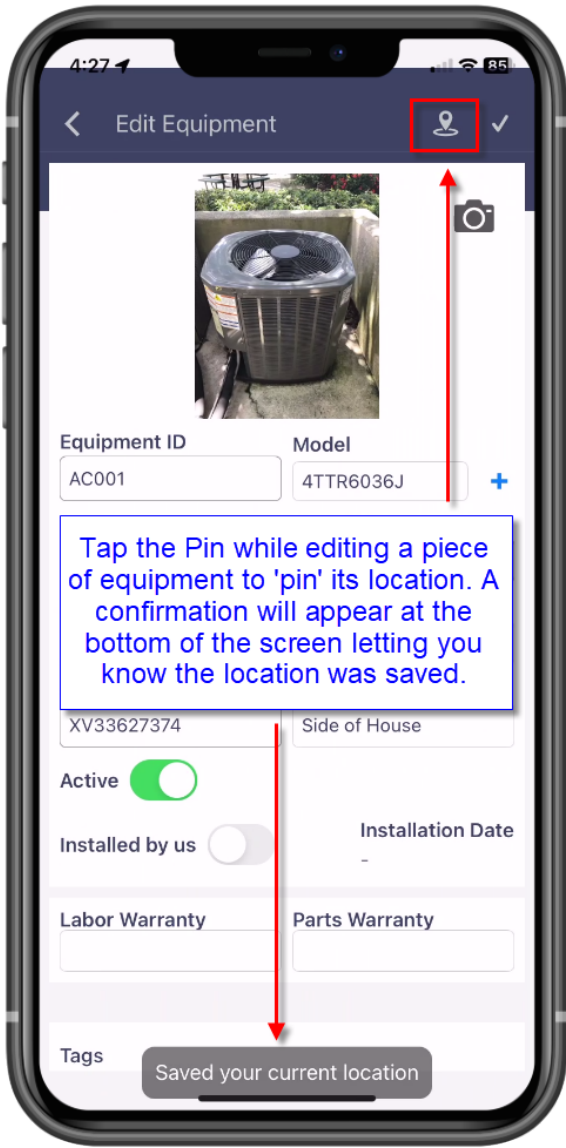 4:27
85
Edit Equipment
Equipment ID
Model
AC001
4TTR6036J
+
Tap the Pin while editing a piece
of equipment to 'pin' its location. A
confirmation will appear at the
bottom of the screen letting you
know the location was saved.
XV33627374
Side of House
Active
Installed by us
Installation Date
-
Labor Warranty
Parts Warranty
Tags
Saved your current location